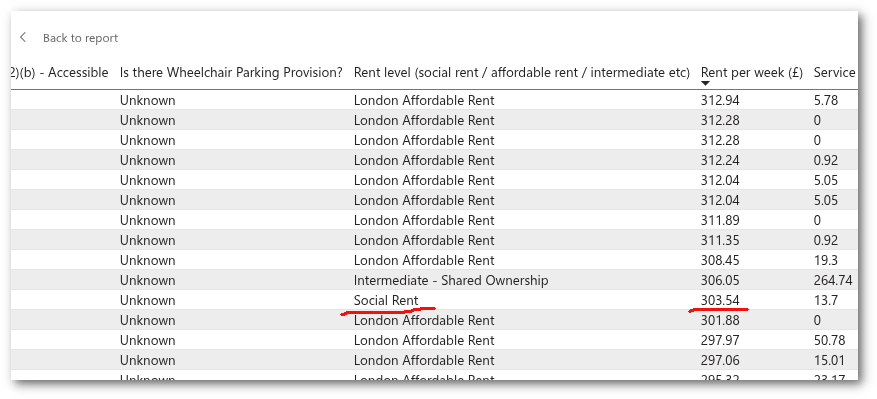 Back to report
2)(b) - Accessible Is there Wheelchair Parking Provision? Rent level (social rent / affordable rent / intermediate etc) Rent per week (£) Service
Unknown London Affordable Rent 312.94 5.78
Unknown London Affordable Rent 312.28 0
Unknown London Affordable Rent 312.28 0
Unknown London Affordable Rent 312.24 0.92
Unknown London Affordable Rent 312.04 5.05
Unknown London Affordable Rent 312.04 5.05
Unknown London Affordable Rent 311.89 0
Unknown London Affordable Rent 311.35 0.92
Unknown London Affordable Rent 308.45 19.3
Unknown Intermediate - Shared Ownership 306.05 264.74
Unknown Social Rent 303.54 13.7
Unknown London Affordable Rent 301.88 0
Unknown London Affordable Rent 297.97 50.78
Unknown London Affordable Rent 297.06 15.01
Unknown London Affordable Rent 295.32 23.17